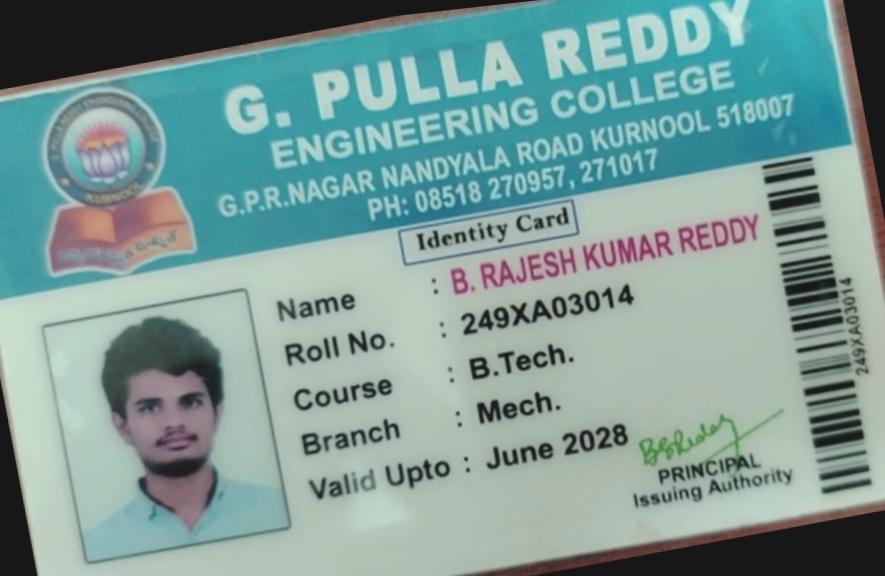 G. PULLA REDDY
ENGINEERING COLLEGE
G.P.R.NAGAR NANDYALA ROAD KURNOOL 518007
PH: 08518 270957, 271017
KURNOOL
Identity Card
Name : B. RAJESH KUMAR REDDY
Roll No. : 249XA03014
Course : B.Tech.
Branch : Mech.
Valid Upto : June 2028
PRINCIPAL
Issuing Authority
249XA03014